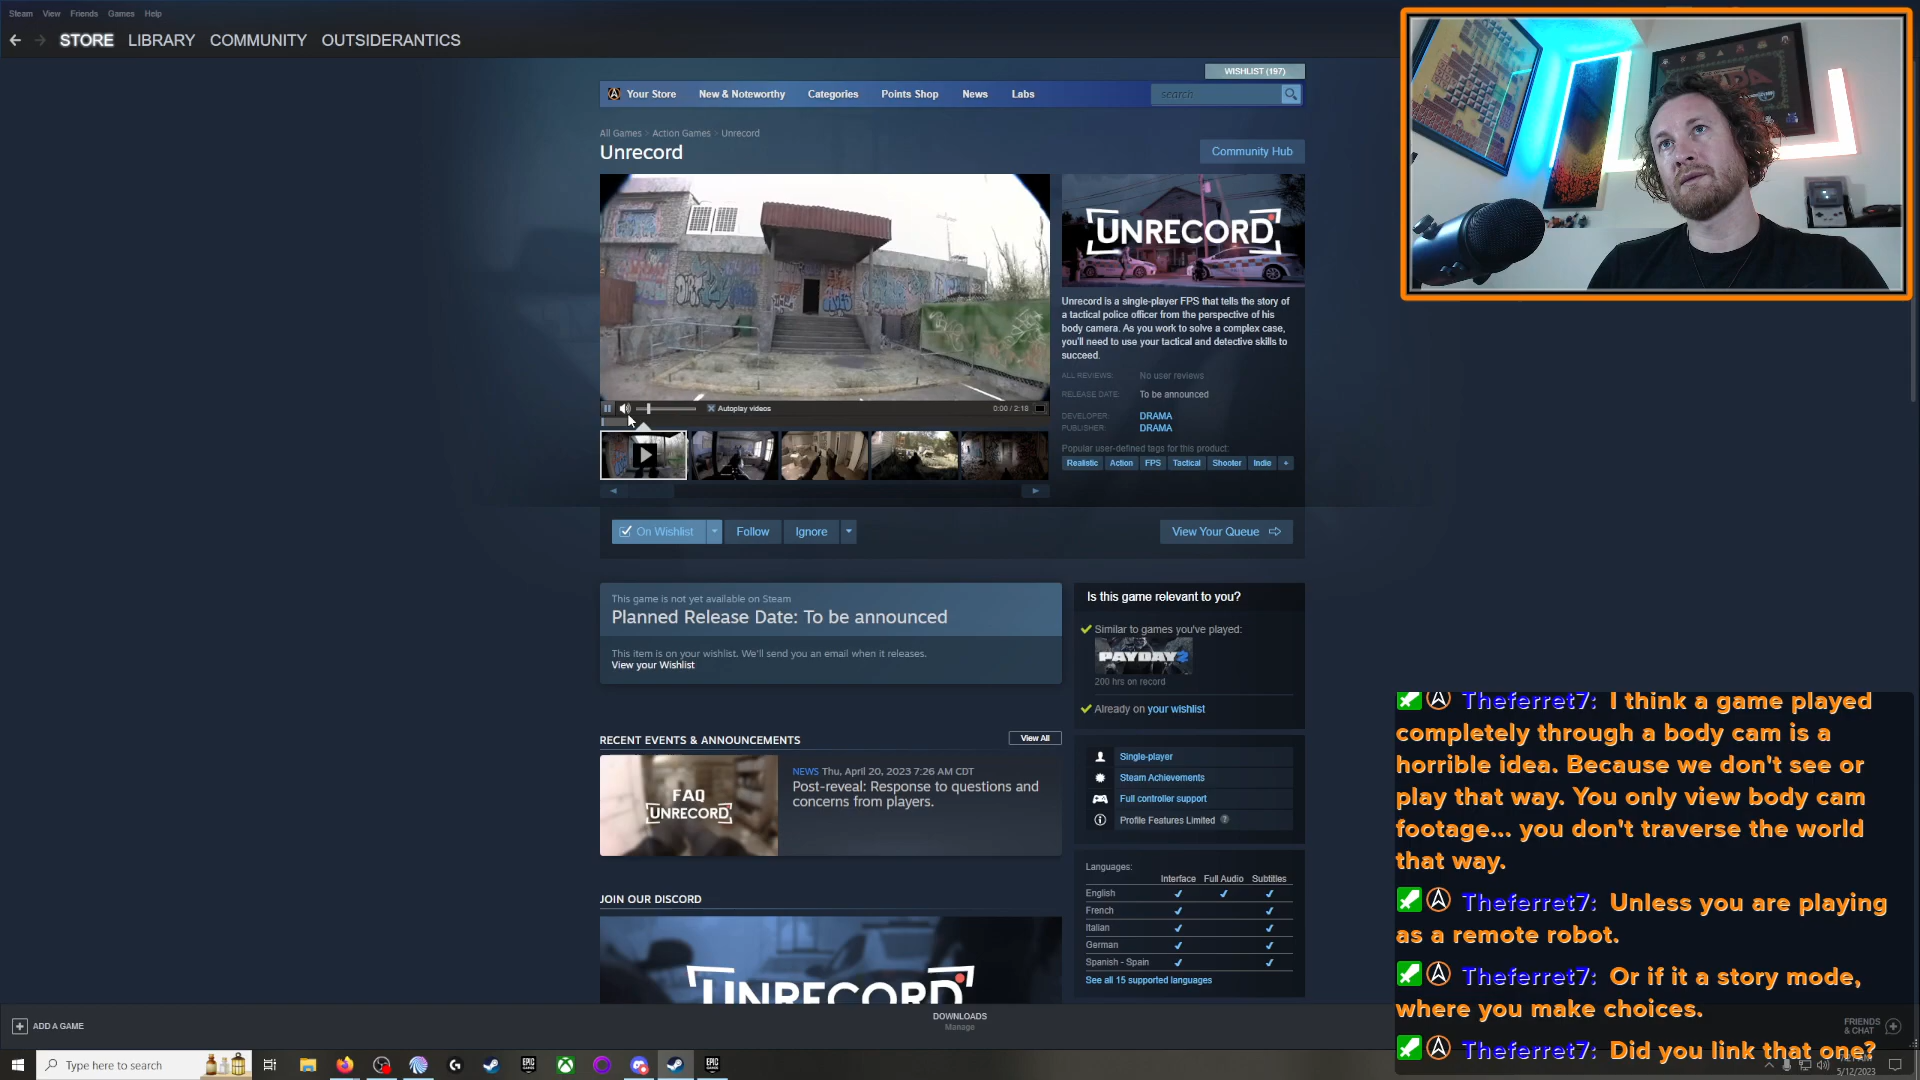 Steam View Friends Games Help
STORE LIBRARY COMMUNITY OUTSIDERANTICS
WISHLIST (197)
Your Store New & Noteworthy Categories Points Shop News Labs search
All Games > Action Games > Unrecord
Unrecord
Community Hub
UNRECORD
Unrecord is a single-player FPS that tells the story of
a tactical police officer from the perspective of his
body camera. As you work to solve a complex case,
you'll need to use your tactical and detective skills to
succeed.
ALL REVIEWS: No user reviews
RELEASE DATE: To be announced
DEVELOPER: DRAMA
PUBLISHER: DRAMA
Popular user-defined tags for this product:
Realistic Action FPS Tactical Shooter Indie +
Autoplay videos 0:00 / 2:18
On Wishlist Follow Ignore View Your Queue
This game is not yet available on Steam
Planned Release Date: To be announced
This item is on your wishlist. We'll send you an email when it releases.
View your Wishlist
Is this game relevant to you?
Similar to games you've played:
PAYDAY 2
200 hrs on record
Already on your wishlist
RECENT EVENTS & ANNOUNCEMENTS View All
FAQ
UNRECORD
NEWS Thu, April 20, 2023 7:26 AM CDT
Post-reveal: Response to questions and
concerns from players.
Single-player
Steam Achievements
Full controller support
Profile Features Limited ?
Languages:
Interface Full Audio Subtitles
English
French
Italian
German
Spanish - Spain
See all 15 supported languages
JOIN OUR DISCORD
UNRECORD
Theferret7: I think a game played
completely through a body cam is a
horrible idea. Because we don't see or
play that way. You only view body cam
footage... you don't traverse the world
that way.
Theferret7: Unless you are playing
as a remote robot.
Theferret7: Or if it a story mode,
where you make choices.
Theferret7: Did you link that one?
ADD A GAME
DOWNLOADS
Manage
FRIENDS
& CHAT
Type here to search
EPIC
GAMES
EPIC
GAMES
5/12/2023